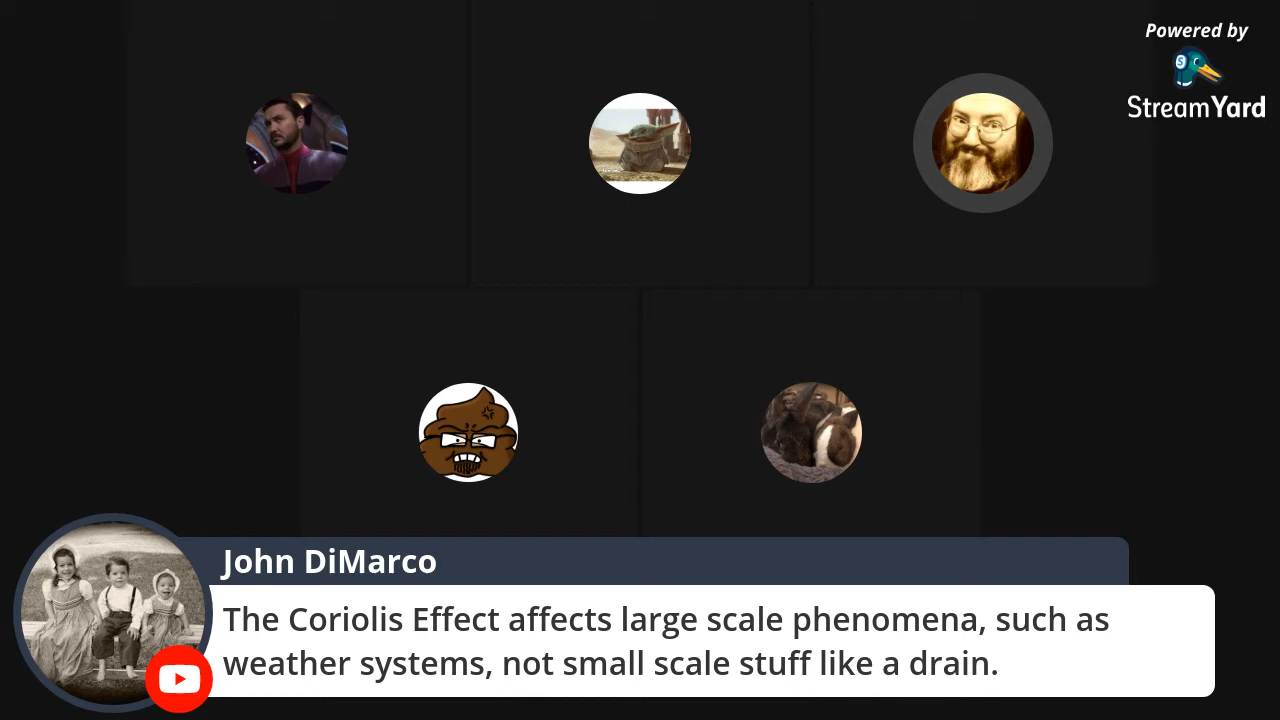 Powered by
StreamYard
John DiMarco
The Coriolis Effect affects large scale phenomena, such as
weather systems, not small scale stuff like a drain.